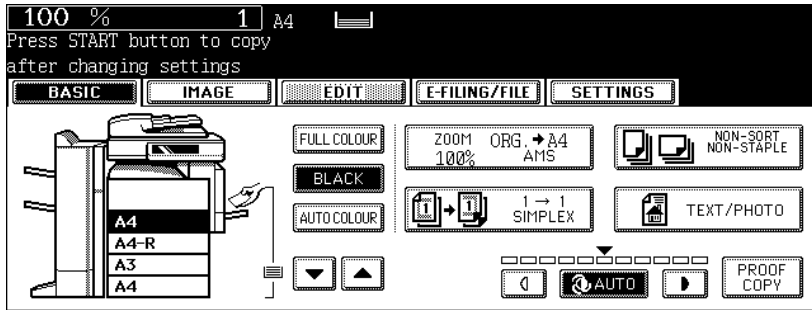 100 % 1 A4
Press START button to copy
after changing settings
BASIC IMAGE EDIT E-FILING/FILE SETTINGS
FULL COLOUR
BLACK
AUTO COLOUR
ZOOM ORG. → A4
100% AMS
NON-SORT
NON-STAPLE
1 1
1 → 1
SIMPLEX
TEXT/PHOTO
A4
A4-R
A3
A4
AUTO
PROOF
COPY